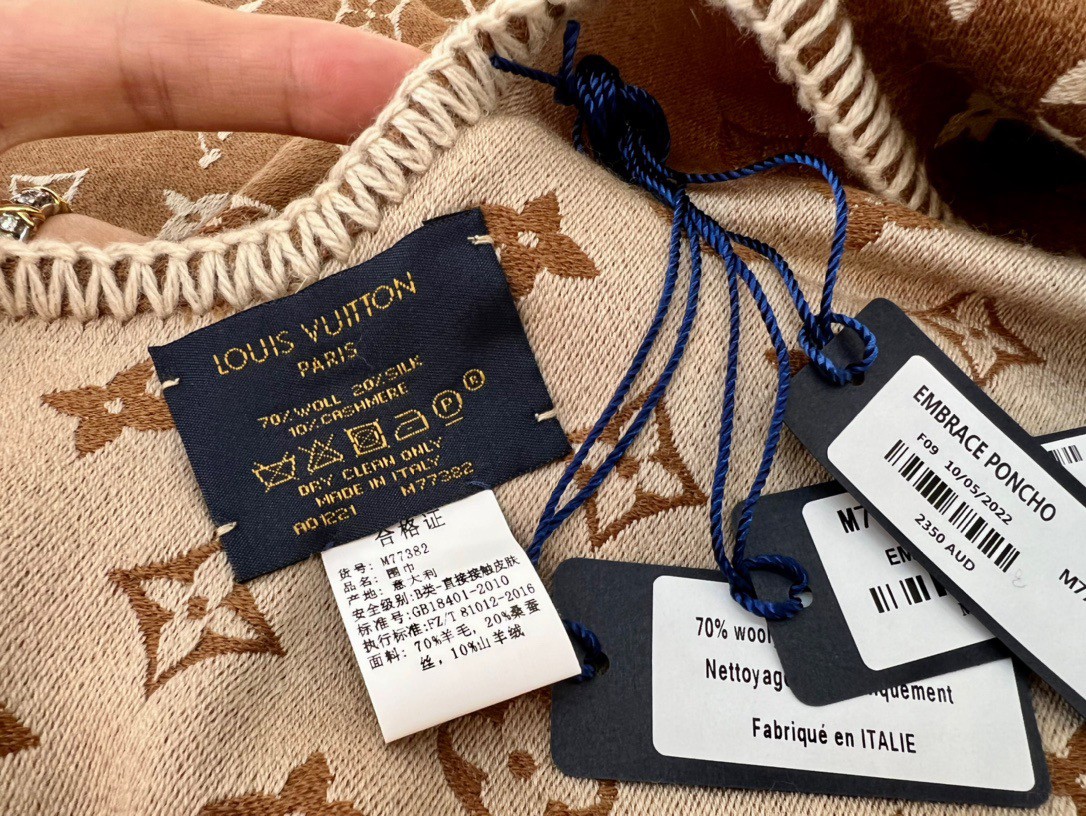 LOUIS VUITTON
PARIS
70% WOLL 20% SILK
10% CASHMERE
DRY CLEAN ONLY
MADE IN ITALY
M77382
AD1221
合格证
货号: M77382
品名: 围巾
产地: 意大利
安全级别:B类-直接接触皮肤
标准号:GB18401-2010
执行标准:FZ/T 81012-2016
面料: 70%羊毛, 20%桑蚕
丝, 10%山羊绒
EMBRACE PONCHO
F09 10/05/2022
2350 AUD
70% wool
Fabriqué en ITALIE